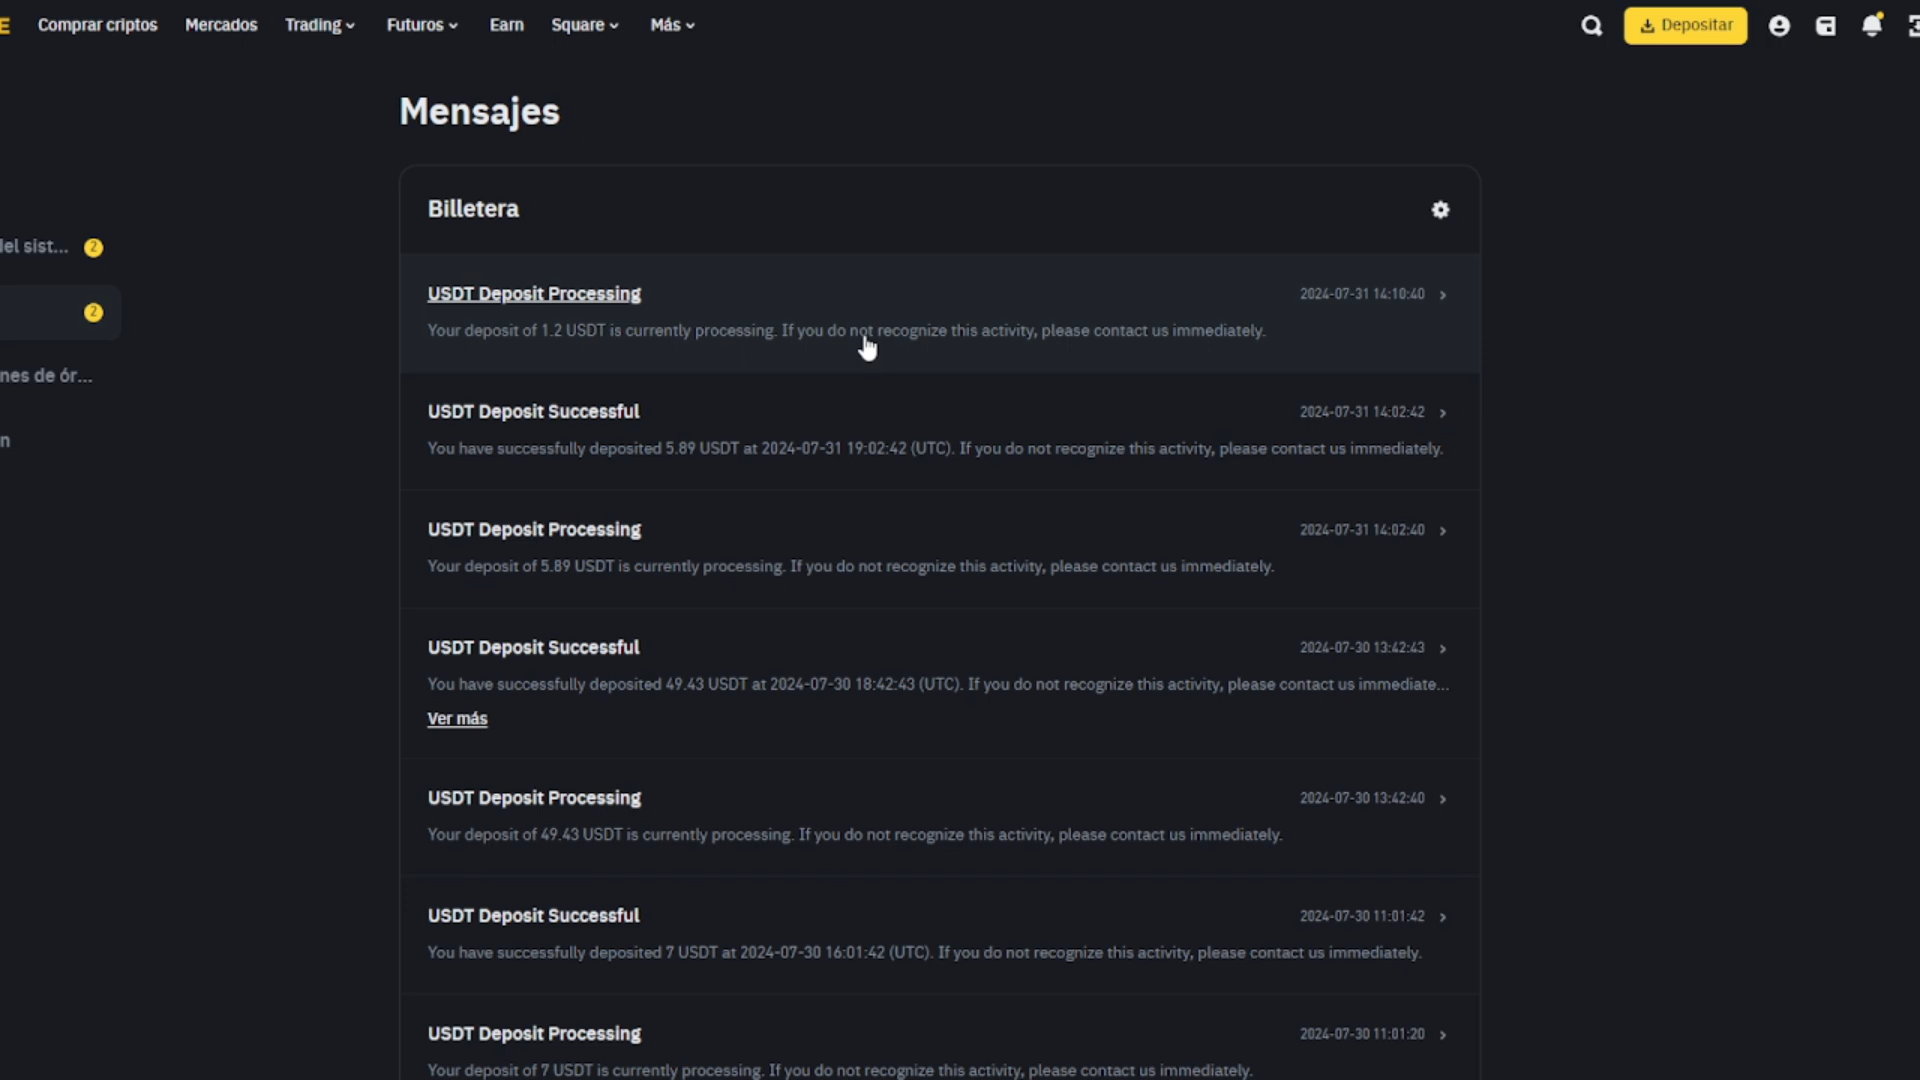 E Comprar criptos Mercados Trading Futuros Earn Square Más Depositar
Mensajes
Billetera
del sist... 2
USDT Deposit Processing 2024-07-31 14:10:40
2
Your deposit of 1.2 USDT is currently processing. If you do not recognize this activity, please contact us immediately.
nes de ór...
USDT Deposit Successful 2024-07-31 14:02:42
n
You have successfully deposited 5.89 USDT at 2024-07-31 19:02:42 (UTC). If you do not recognize this activity, please contact us immediately.
USDT Deposit Processing 2024-07-31 14:02:40
Your deposit of 5.89 USDT is currently processing. If you do not recognize this activity, please contact us immediately.
USDT Deposit Successful 2024-07-30 13:42:43
You have successfully deposited 49.43 USDT at 2024-07-30 18:42:43 (UTC). If you do not recognize this activity, please contact us immediate...
Ver más
USDT Deposit Processing 2024-07-30 13:42:40
Your deposit of 49.43 USDT is currently processing. If you do not recognize this activity, please contact us immediately.
USDT Deposit Successful 2024-07-30 11:01:42
You have successfully deposited 7 USDT at 2024-07-30 16:01:42 (UTC). If you do not recognize this activity, please contact us immediately.
USDT Deposit Processing 2024-07-30 11:01:20
Your deposit of 7 USDT is currently processing. If you do not recognize this activity, please contact us immediately.